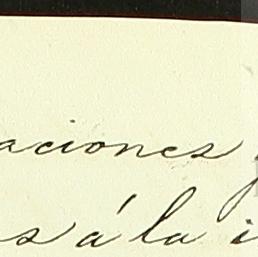 aciones
s á la i